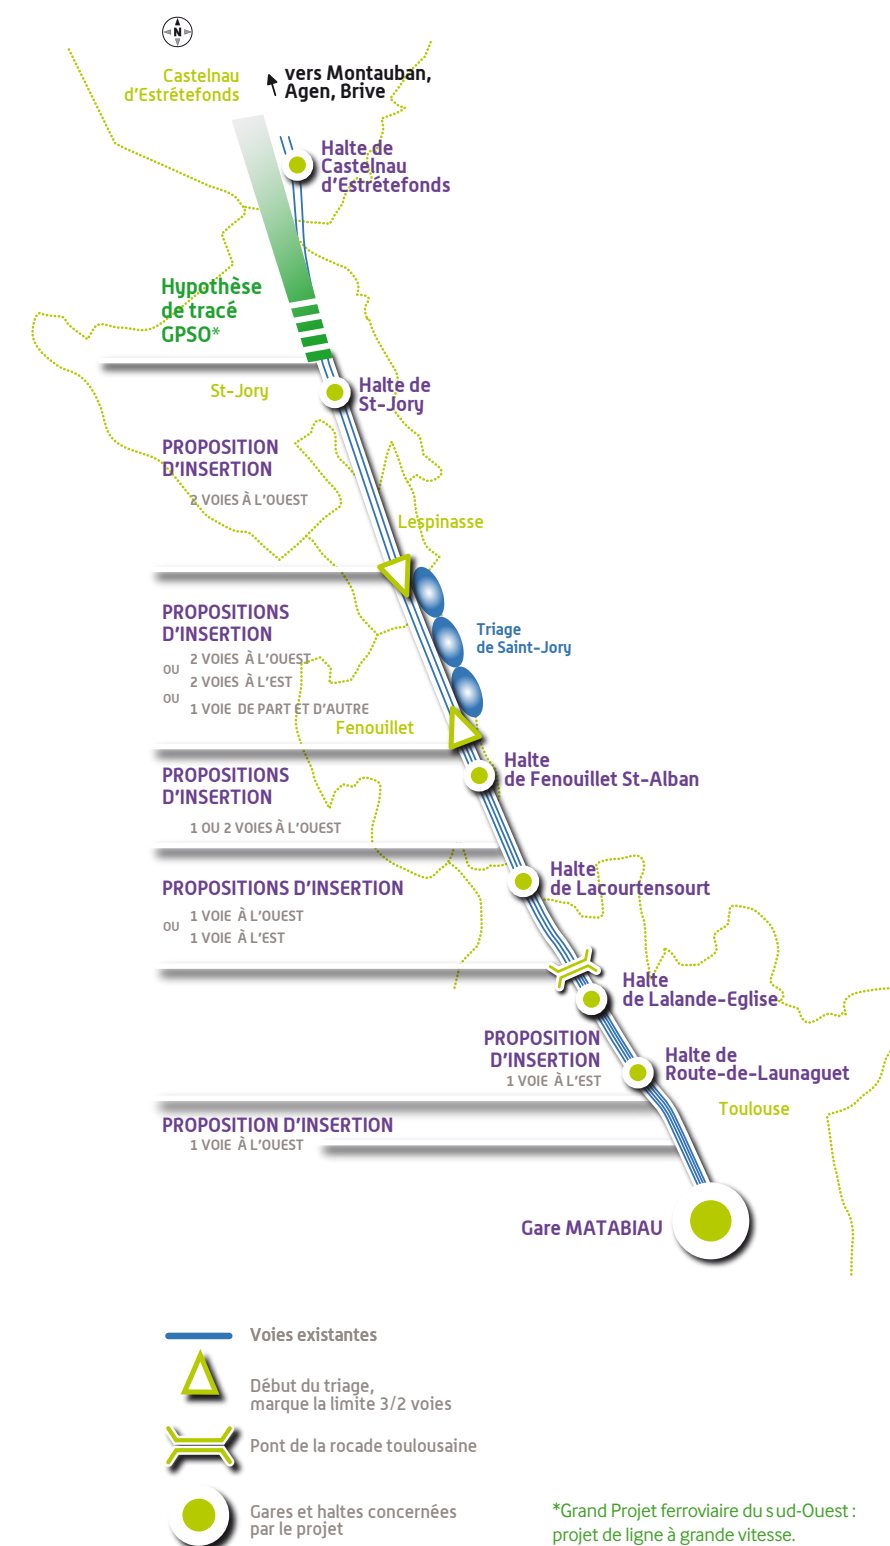 N
Castelnau
d'Estrétefonds
vers Montauban,
Agen, Brive
Halte de
Castelnau
d'Estrétefonds
Hypothèse
de tracé
GPSO*
St-Jory
Halte de
St-Jory
PROPOSITION
D'INSERTION
2 VOIES À L'OUEST
Lespinasse
PROPOSITIONS
D'INSERTION
2 VOIES À L'OUEST
OU
2 VOIES À L'EST
OU
1 VOIE DE PART ET D'AUTRE
Triage
de Saint-Jory
Fenouillet
Halte
de Fenouillet St-Alban
PROPOSITIONS
D'INSERTION
1 OU 2 VOIES À L'OUEST
Halte
de Lacourtensourt
PROPOSITIONS D'INSERTION
1 VOIE À L'OUEST
OU
1 VOIE À L'EST
Halte
de Lalande-Eglise
PROPOSITION
D'INSERTION
1 VOIE À L'EST
Halte de
Route-de-Launaguet
Toulouse
PROPOSITION D'INSERTION
1 VOIE À L'OUEST
Gare MATABIAU
Voies existantes
Début du triage,
marque la limite 3/2 voies
Pont de la rocade toulousaine
Gares et haltes concernées
par le projet
*Grand Projet ferroviaire du sud-Ouest :
projet de ligne à grande vitesse.